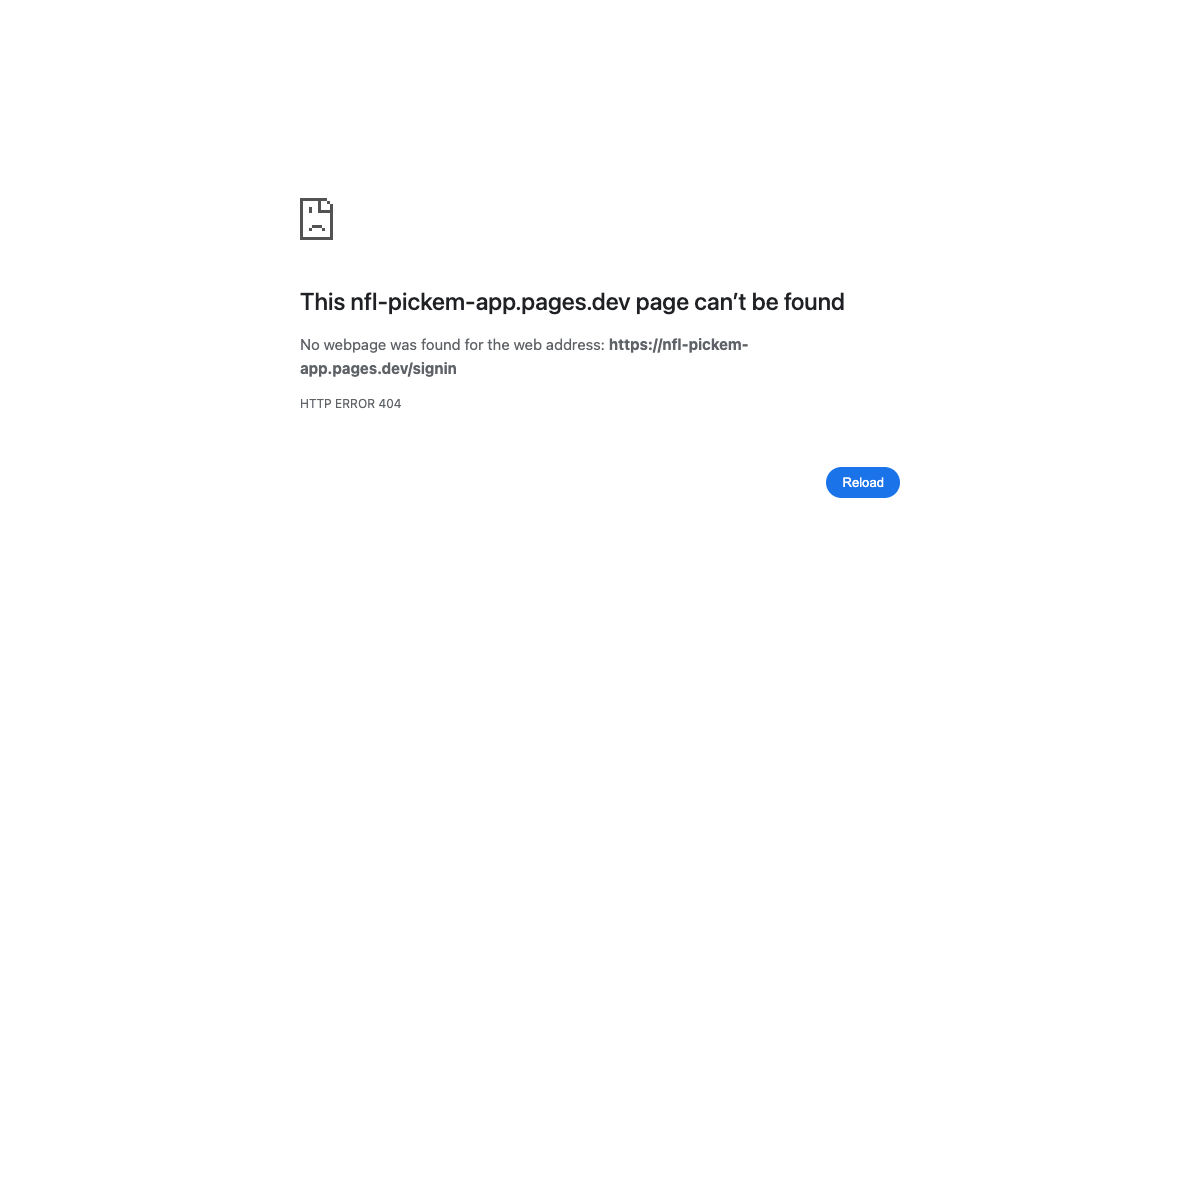 This nfl-pickem-app.pages.dev page can’t be found
No webpage was found for the web address: https://nfl-pickem-
app.pages.dev/signin
HTTP ERROR 404
Reload